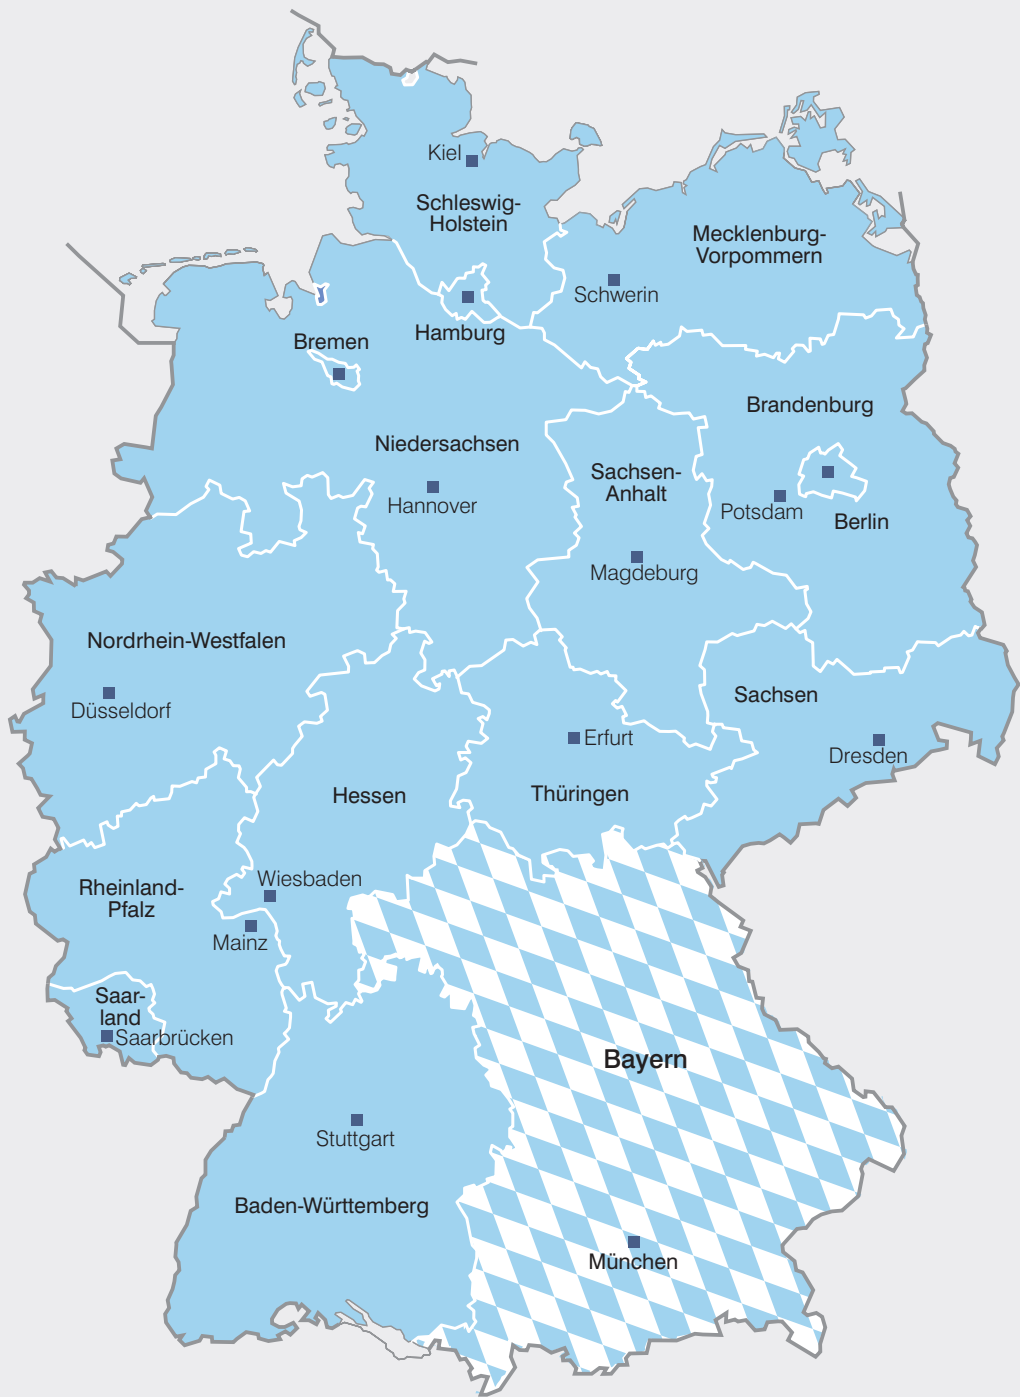 Kiel
Schleswig-
Holstein
Mecklenburg-
Vorpommern
Schwerin
Hamburg
Bremen
Brandenburg
Niedersachsen
Sachsen-
Anhalt
Hannover
Potsdam
Berlin
Magdeburg
Nordrhein-Westfalen
Sachsen
Düsseldorf
Erfurt
Dresden
Hessen
Thüringen
Wiesbaden
Rheinland-
Pfalz
Mainz
Saar-
land
Saarbrücken
Bayern
Stuttgart
Baden-Württemberg
München